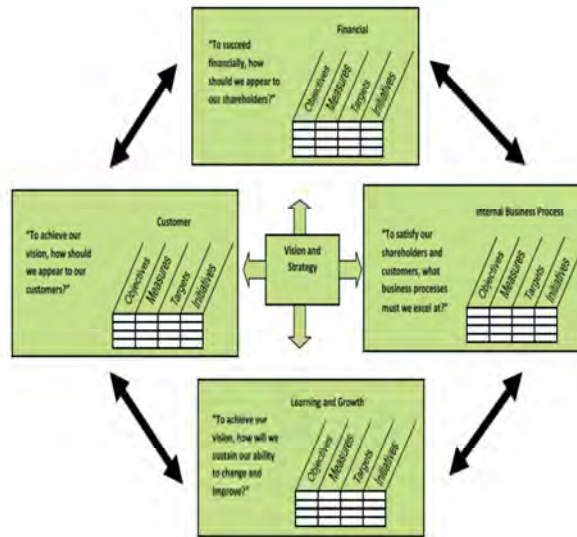 Financial
"To succeed
financially, how
should we appear to
our shareholders?"
Objectives
Measures
Targets
Initiatives
Customer
"To achieve our
vision, how should
we appear to our
customers?"
Objectives
Measures
Targets
Initiatives
Vision and
Strategy
Internal Business Process
"To satisfy our
shareholders and
customers, what
business processes
must we excel at?"
Objectives
Measures
Targets
Initiatives
Learning and Growth
"To achieve our
vision, how will we
sustain our ability
to change and
improve?"
Objectives
Measures
Targets
Initiatives